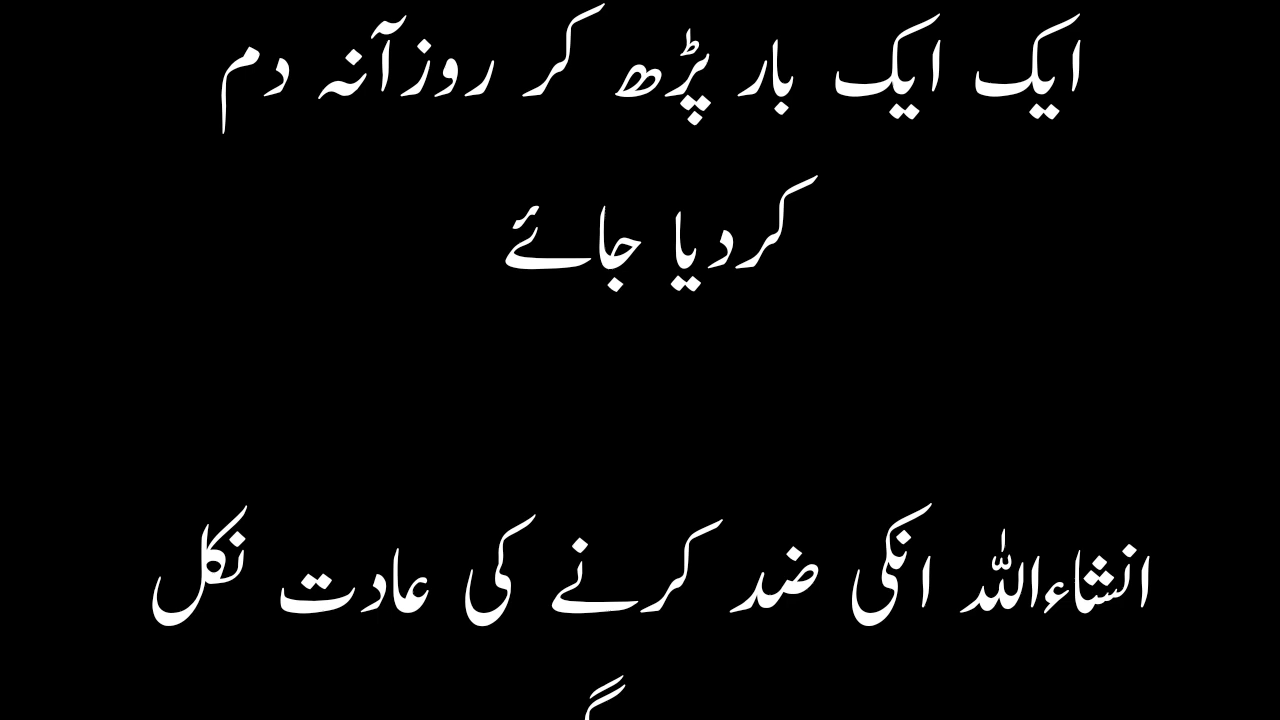 ایک ایک بار پڑھ کر روزآنہ دم
کردیا جائے
انشاءاللہ انکی ضد کرنے کی عادت نکل